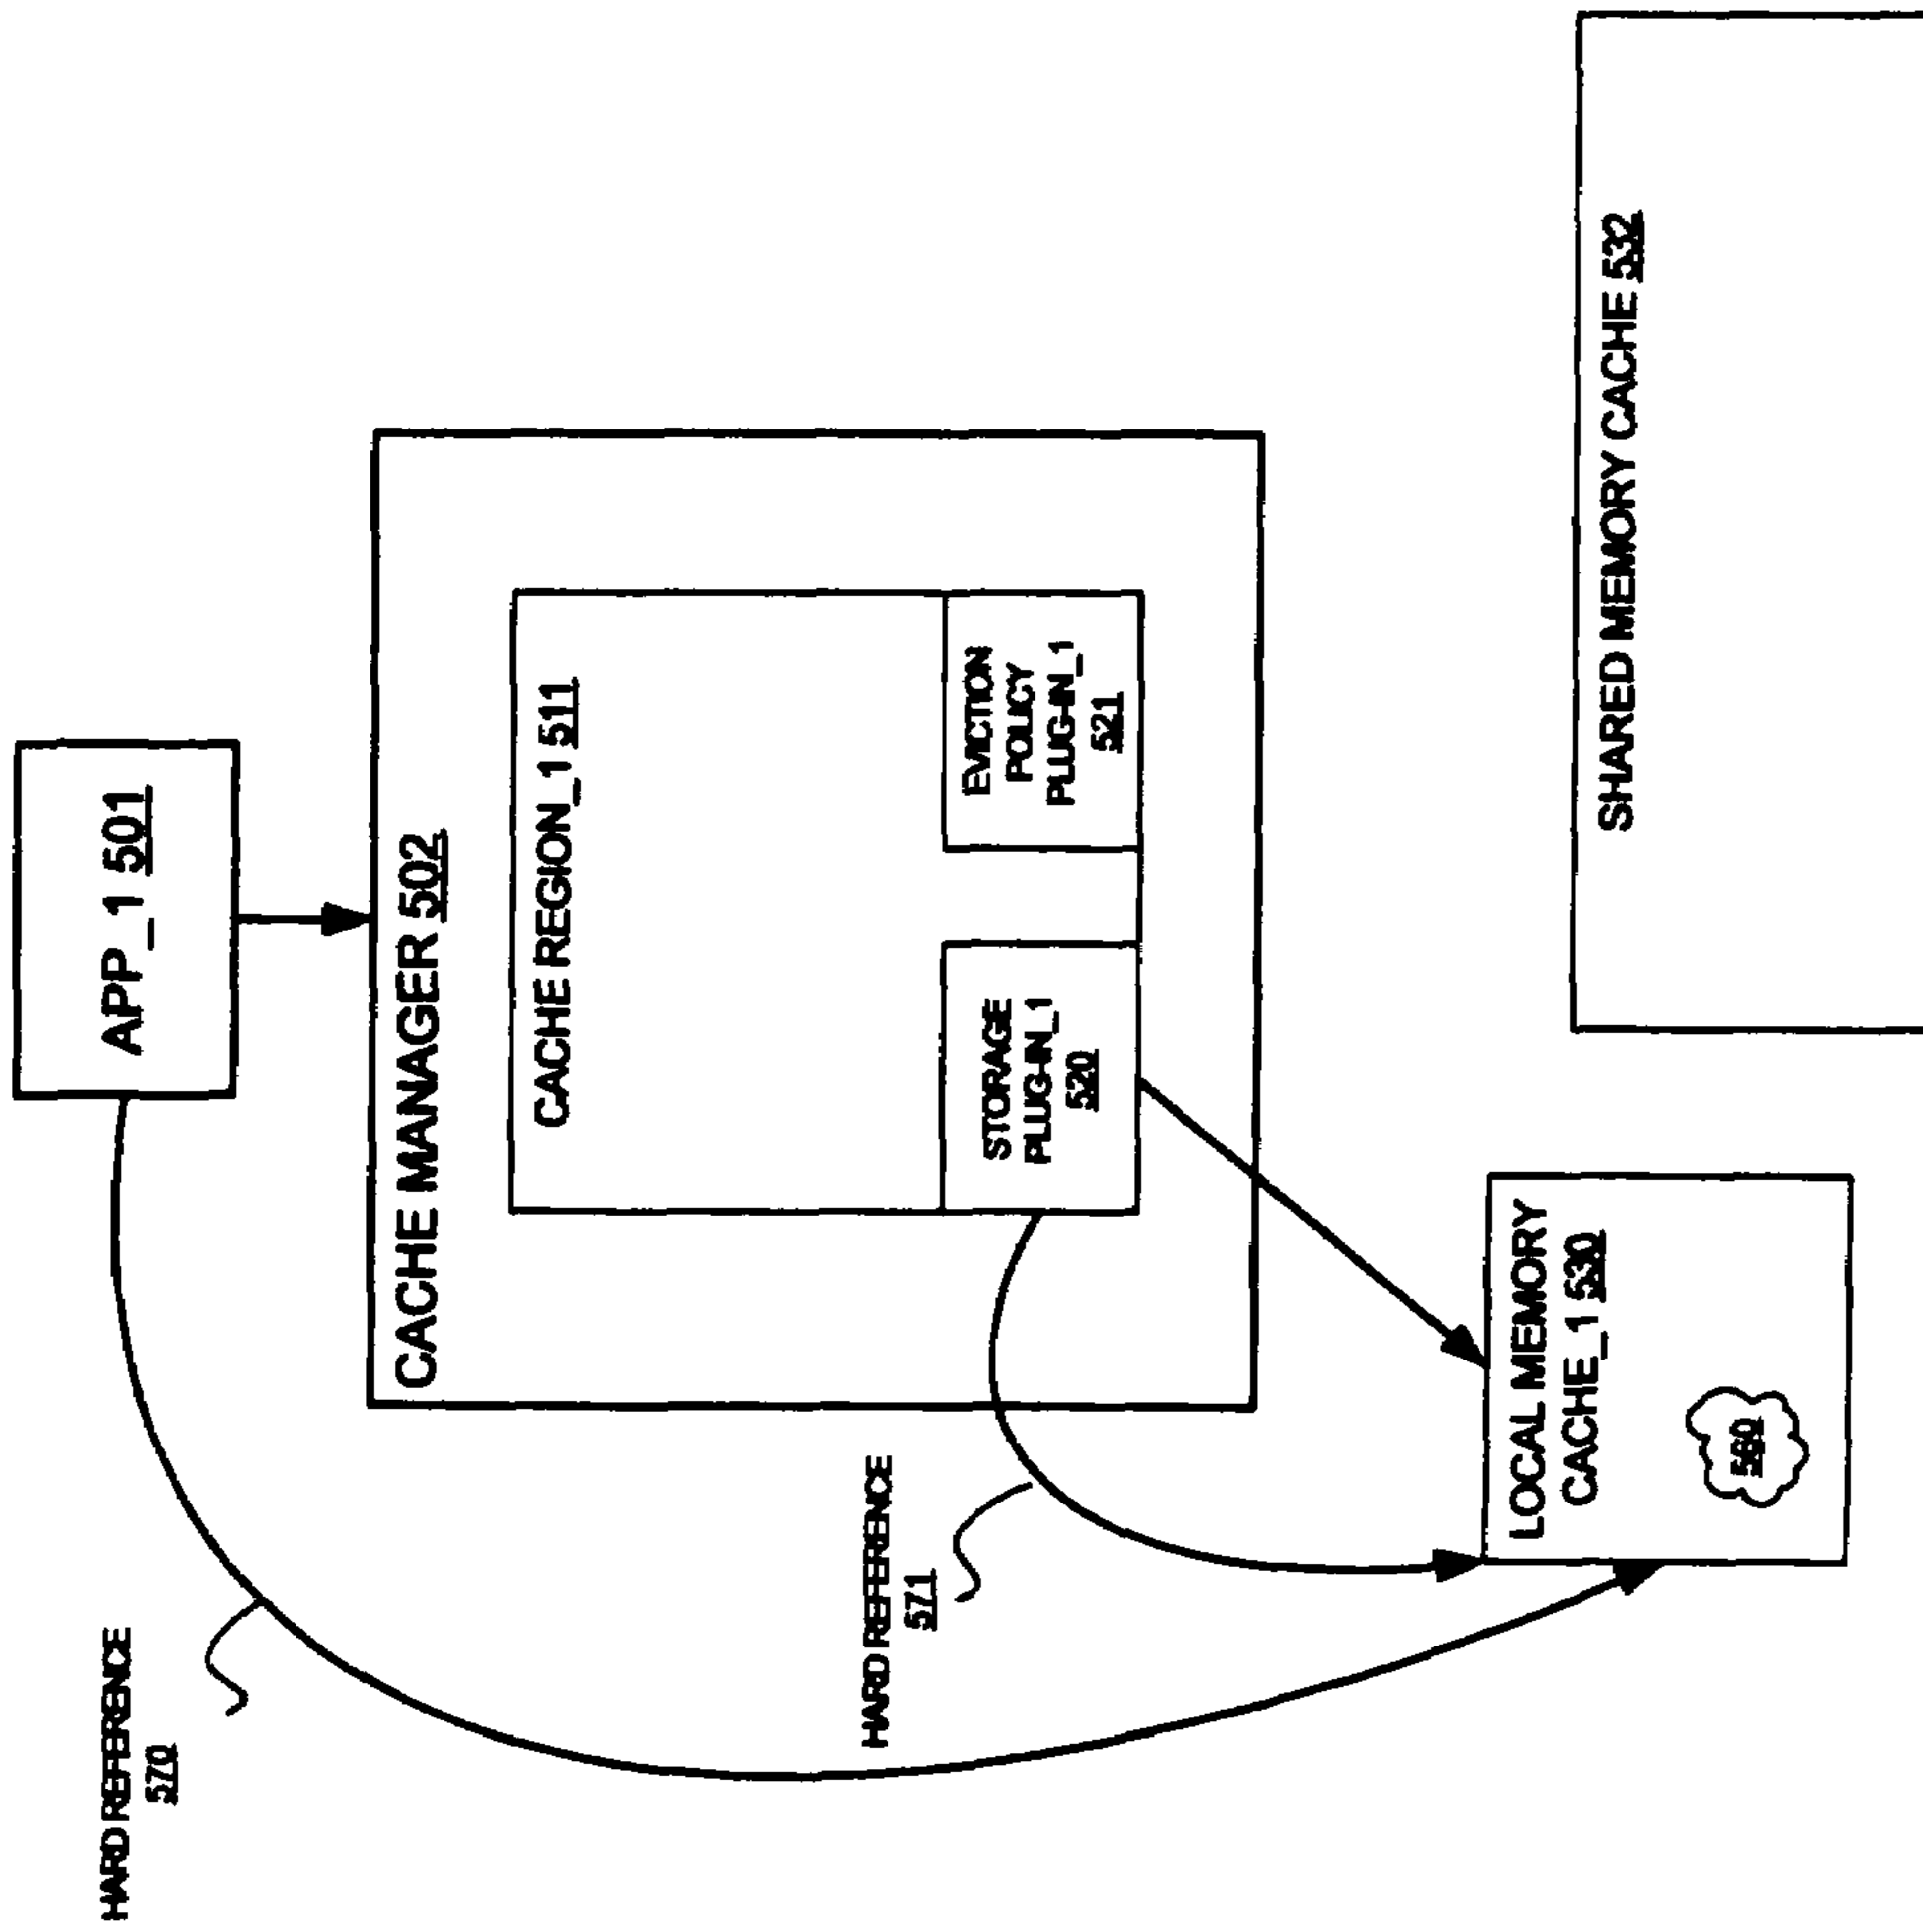 APP_1 501
CACHE MANAGER 502
CACHE REGION_1 511
STORAGE
PLUG-IN_1
520
EVICTION
POLICY
PLUG-IN_1
521
HARD REFERENCE
570
HARD REFERENCE
571
LOCAL MEMORY
CACHE_1 530
560
SHARED MEMORY CACHE 532